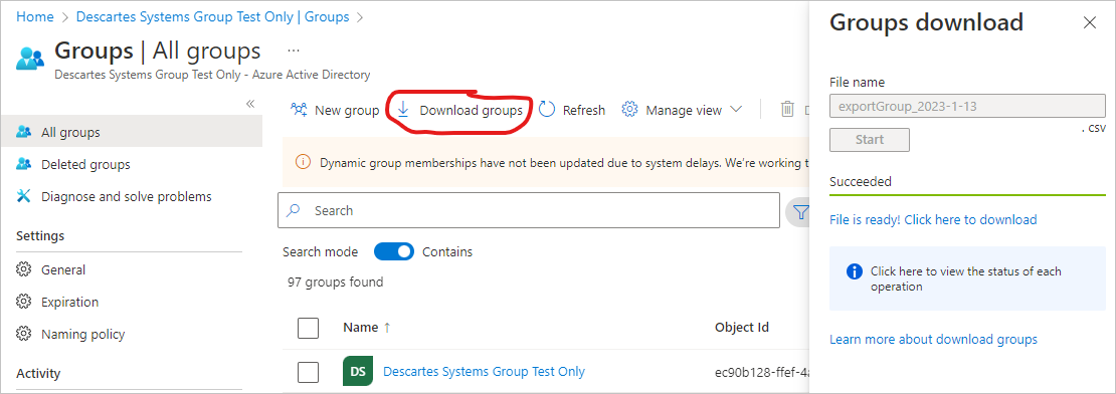 Home > Descartes Systems Group Test Only | Groups >
Groups | All groups ...
Descartes Systems Group Test Only - Azure Active Directory
«
All groups
Deleted groups
Diagnose and solve problems
Settings
General
Expiration
Naming policy
Activity
New group Download groups Refresh Manage view
Dynamic group memberships have not been updated due to system delays. We're working
Search
Search mode Contains
97 groups found
Name ↑ Object Id
DS Descartes Systems Group Test Only ec90b128-ffef-4
Groups download
File name
exportGroup_2023-1-13
. csv
Start
Succeeded
File is ready! Click here to download
Click here to view the status of each
operation
Learn more about download groups